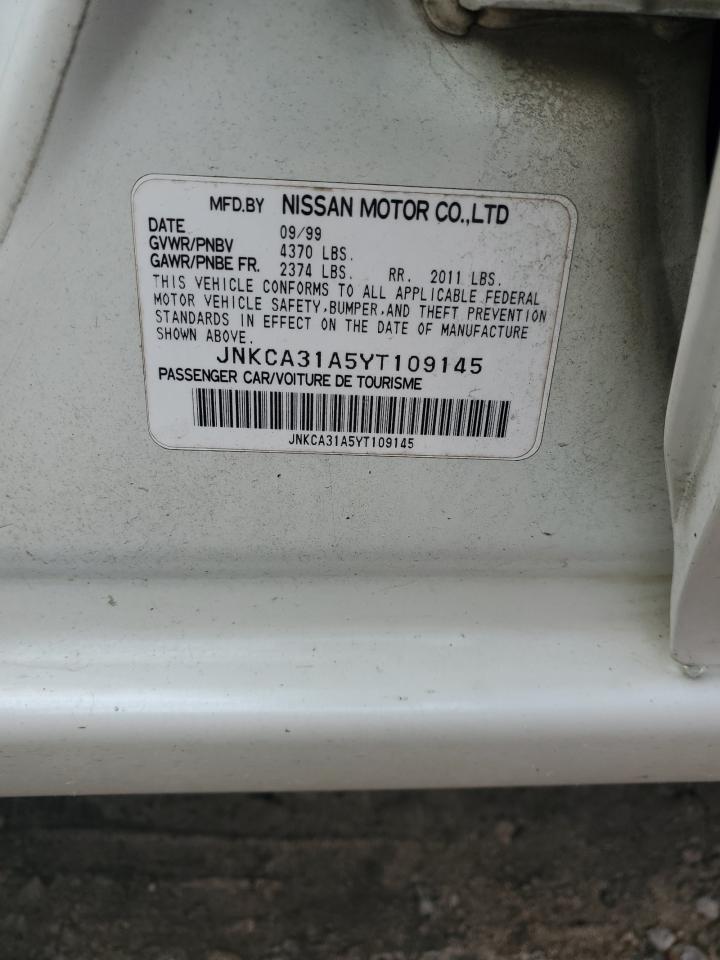 MFD.BY NISSAN MOTOR CO.,LTD
DATE 09/99
GVWR/PNBV 4370 LBS.
GAWR/PNBE FR. 2374 LBS. RR. 2011 LBS.
THIS VEHICLE CONFORMS TO ALL APPLICABLE FEDERAL
MOTOR VEHICLE SAFETY,BUMPER,AND THEFT PREVENTION
STANDARDS IN EFFECT ON THE DATE OF MANUFACTURE
SHOWN ABOVE.
JNKCA31A5YT109145
PASSENGER CAR/VOITURE DE TOURISME
JNKCA31A5YT109145